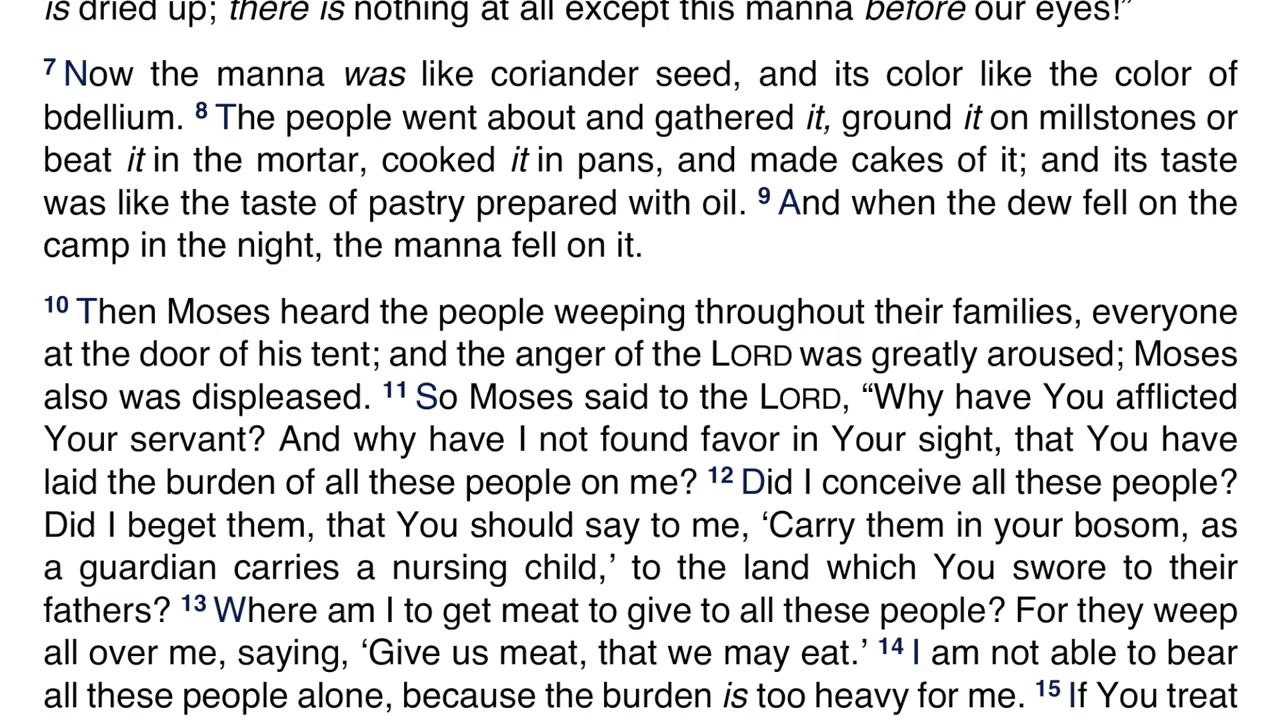 is dried up; there is nothing at all except this manna before our eyes!”
7 Now the manna was like coriander seed, and its color like the color of
bdellium. 8 The people went about and gathered it, ground it on millstones or
beat it in the mortar, cooked it in pans, and made cakes of it; and its taste
was like the taste of pastry prepared with oil. 9 And when the dew fell on the
camp in the night, the manna fell on it.
10 Then Moses heard the people weeping throughout their families, everyone
at the door of his tent; and the anger of the LORD was greatly aroused; Moses
also was displeased. 11 So Moses said to the LORD, “Why have You afflicted
Your servant? And why have I not found favor in Your sight, that You have
laid the burden of all these people on me? 12 Did I conceive all these people?
Did I beget them, that You should say to me, ‘Carry them in your bosom, as
a guardian carries a nursing child,’ to the land which You swore to their
fathers? 13 Where am I to get meat to give to all these people? For they weep
all over me, saying, ‘Give us meat, that we may eat.’ 14 I am not able to bear
all these people alone, because the burden is too heavy for me. 15 If You treat